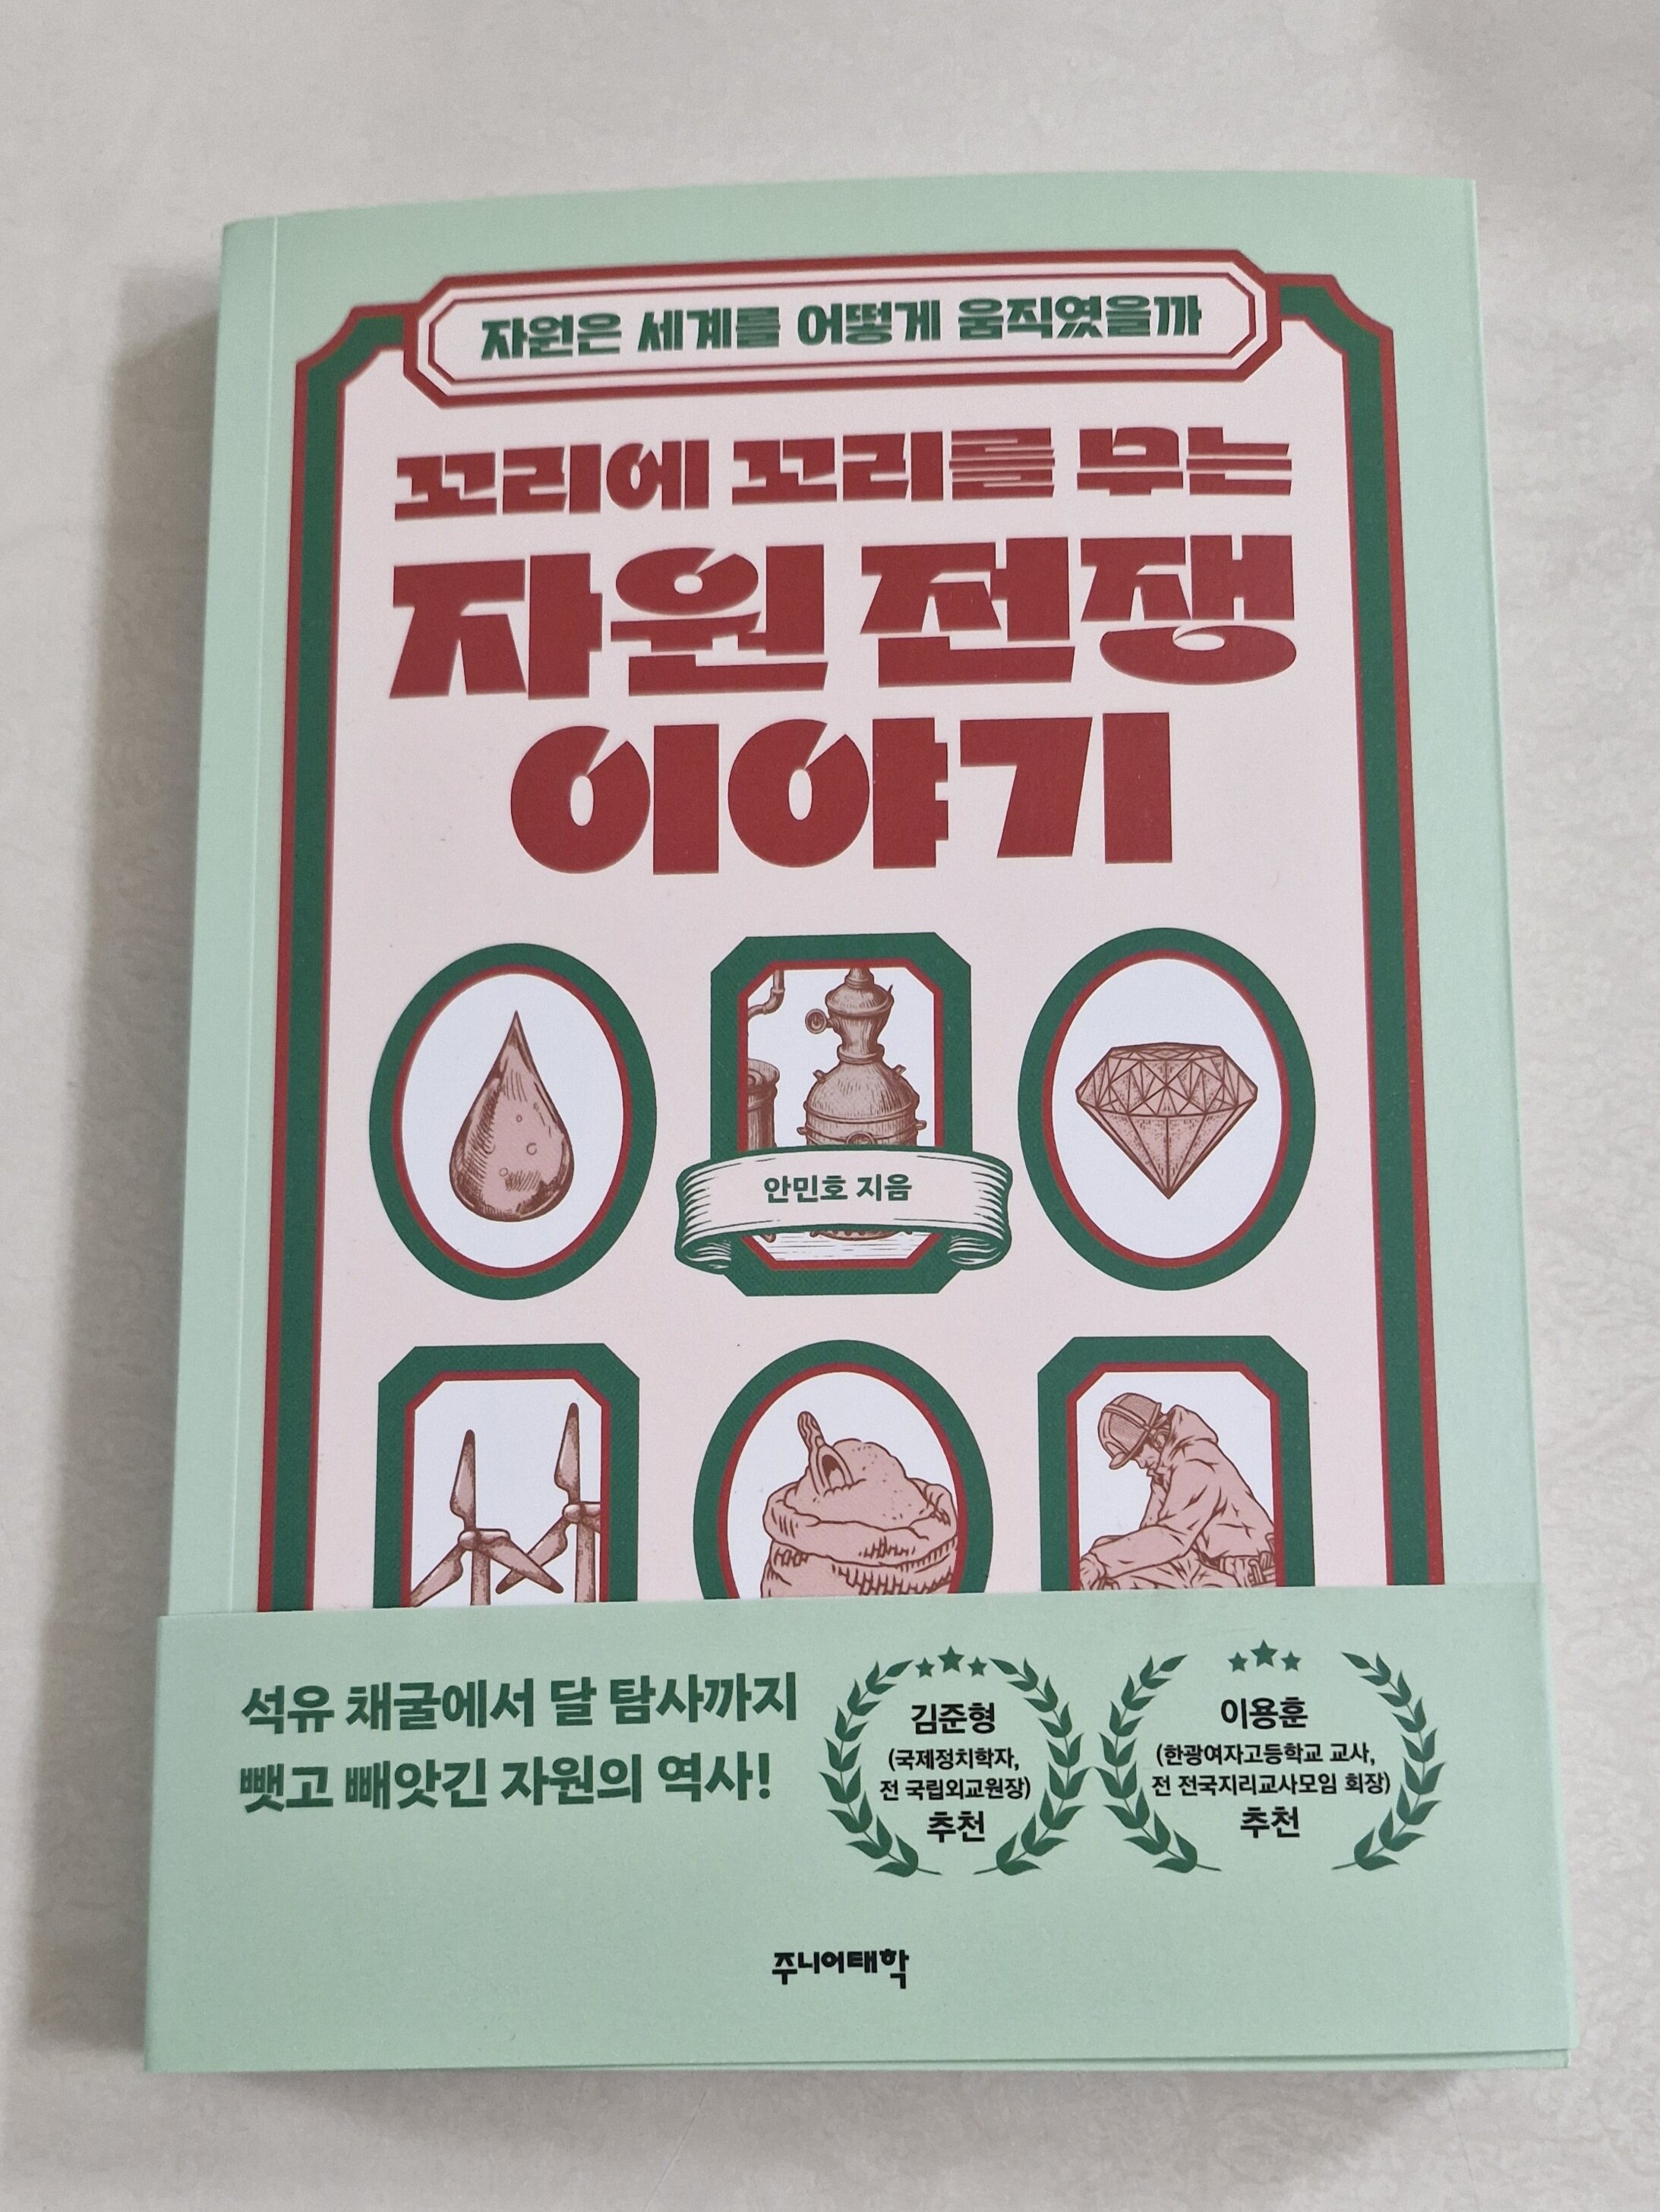 자원은 세계를 어떻게 움직였을까
꼬리에 꼬리를 무는
자원 전쟁
이야기
안민호 지음
석유 채굴에서 달 탐사까지
뺏고 빼앗긴 자원의 역사!
김준형
(국제정치학자,
전 국립외교원장)
추천
이용훈
(한광여자고등학교 교사,
전 전국지리교사모임 회장)
추천
주니어태학